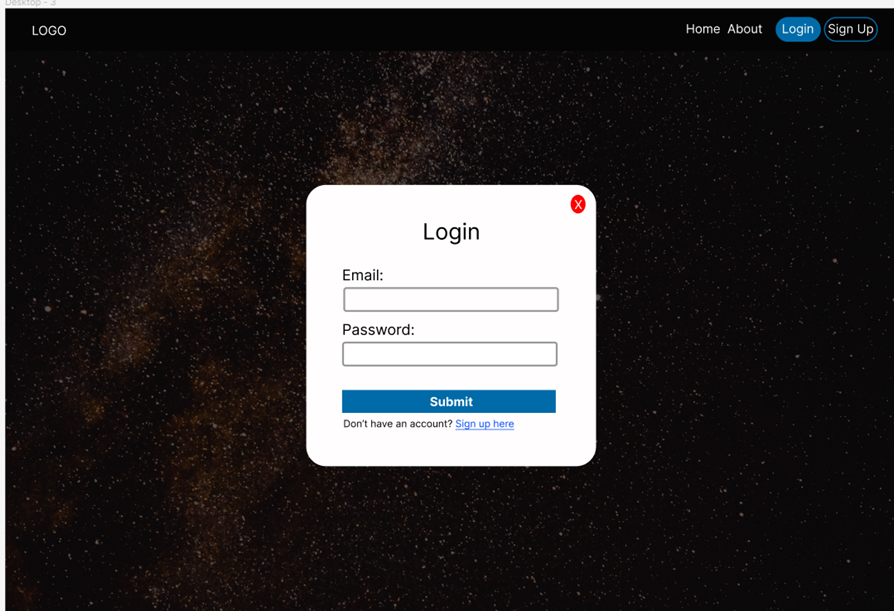 Desktop - 3
LOGO
Home About Login Sign Up
X
Login
Email:
Password:
Submit
Don't have an account? Sign up here